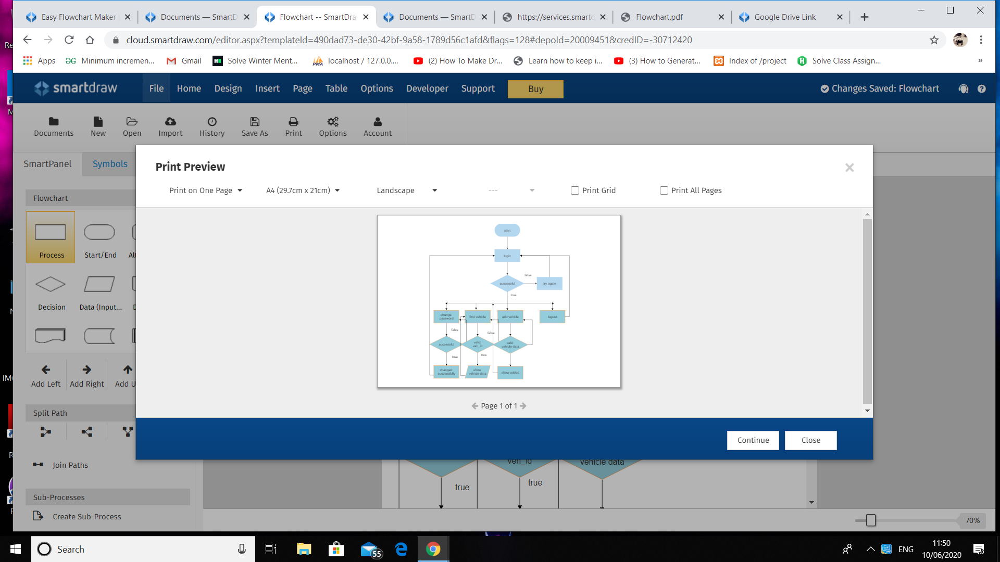 Easy Flowchart Maker
Documents — SmartD
Flowchart -- SmartDra
Documents — SmartD
https://services.smartd
Flowchart.pdf
Google Drive Link
cloud.smartdraw.com/editor.aspx?templateId=490dad73-de30-42bf-9a58-1789d56c1afd&flags=128#depoId=20009451&credID=-30712420
Apps
Minimum incremen...
Gmail
Solve Winter Ment...
localhost / 127.0.0....
(2) How To Make Dr...
Learn how to keep i...
(3) How to Generat...
Index of /project
Solve Class Assign...
»
smartdraw
File
Home
Design
Insert
Page
Table
Options
Developer
Support
Buy
Changes Saved: Flowchart
Documents
New
Open
Import
History
Save As
Print
Options
Account
SmartPanel
Symbols
Print Preview
Print on One Page
A4 (29.7cm x 21cm)
Landscape
---
Print Grid
Print All Pages
Flowchart
Process
Start/End
Alt
Decision
Data (Input...
start
login
false
successful
try again
true
change
password
find vehicle
add vehicle
logout
false
false
successful
valid
veh_id
valid
vehicle data
true
true
changed
successfully
show
vehicle data
show added
Page 1 of 1
Add Left
Add Right
Add U
Split Path
Join Paths
Sub-Processes
Create Sub-Process
Continue
Close
veh_id
vehicle data
true
true
70%
Search
55
ENG
11:50
10/06/2020